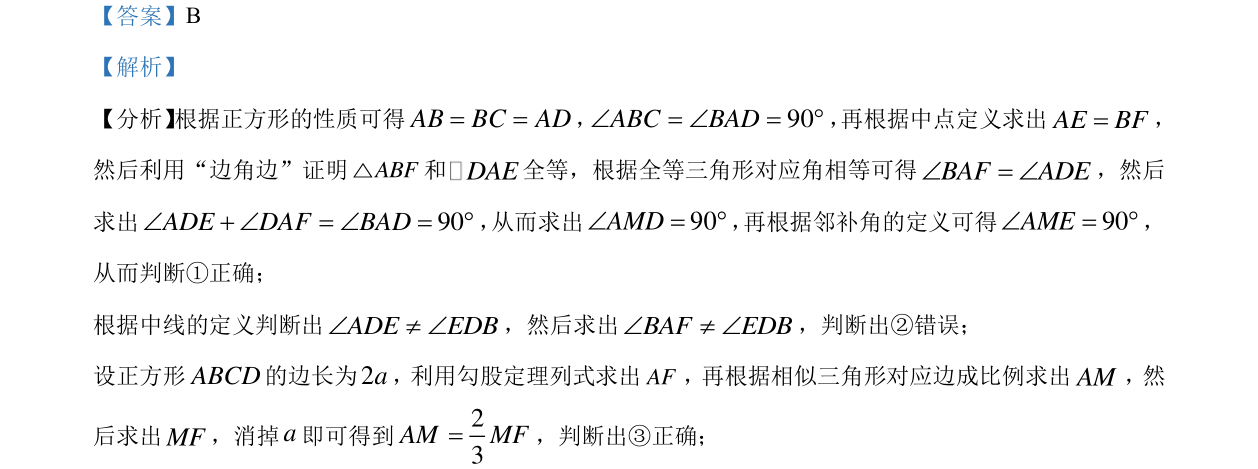 【答案】B
【解析】
【分析】根据正方形的性质可得 AB = BC = AD，∠ABC = ∠BAD = 90°，再根据中点定义求出 AE = BF，
然后利用“边角边”证明 △ABF 和 □DAE 全等，根据全等三角形对应角相等可得 ∠BAF = ∠ADE，然后
求出 ∠ADE + ∠DAF = ∠BAD = 90°，从而求出 ∠AMD = 90°，再根据邻补角的定义可得 ∠AME = 90°，
从而判断①正确；
根据中线的定义判断出 ∠ADE ≠ ∠EDB，然后求出 ∠BAF ≠ ∠EDB，判断出②错误；
设正方形 ABCD 的边长为 2a，利用勾股定理列式求出 AF，再根据相似三角形对应边成比例求出 AM，然
后求出 MF，消掉 a 即可得到 AM = 2/3 MF，判断出③正确；